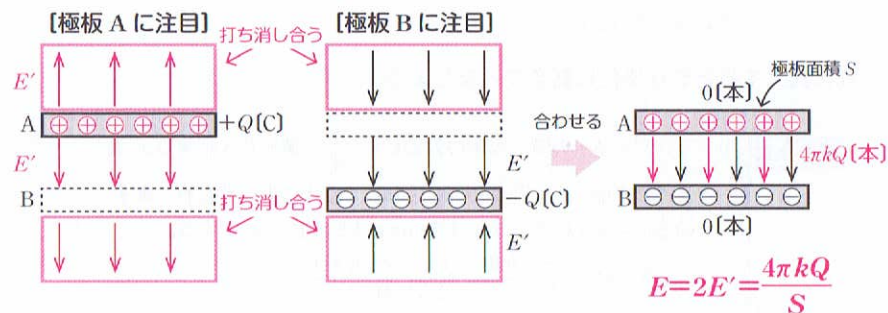 [極板 A に注目]
打ち消し合う
[極板 B に注目]
E′
A
⊕ ⊕ ⊕ ⊕ ⊕ ⊕
+Q〔C〕
E′
B
打ち消し合う
E′
⊖ ⊖ ⊖ ⊖ ⊖ ⊖
−Q〔C〕
E′
合わせる
極板面積 S
0〔本〕
A
⊕ ⊕ ⊕ ⊕ ⊕ ⊕
4πkQ〔本〕
B
⊖ ⊖ ⊖ ⊖ ⊖ ⊖
0〔本〕
E=2E′=4πkQ/S